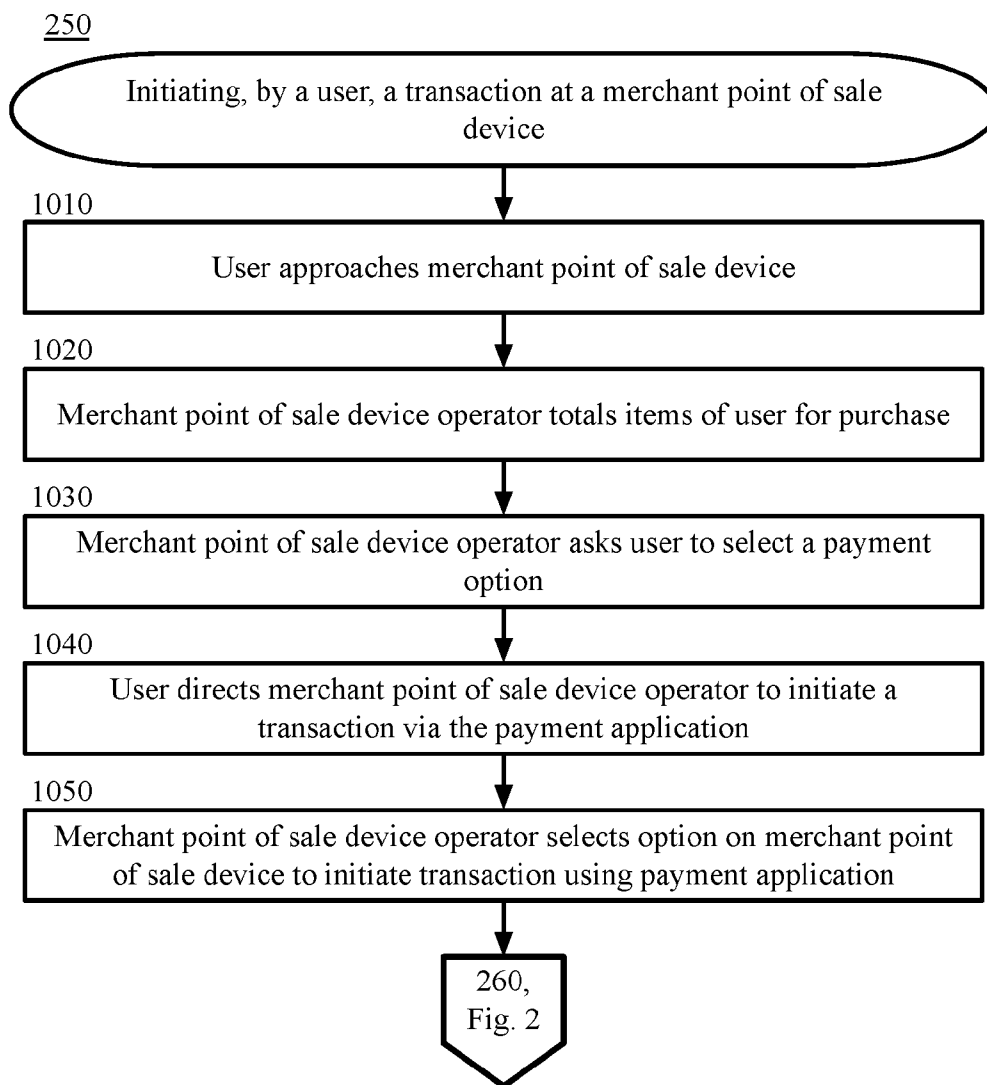 250
Initiating, by a user, a transaction at a merchant point of sale
device
1010
User approaches merchant point of sale device
1020
Merchant point of sale device operator totals items of user for purchase
1030
Merchant point of sale device operator asks user to select a payment
option
1040
User directs merchant point of sale device operator to initiate a
transaction via the payment application
1050
Merchant point of sale device operator selects option on merchant point
of sale device to initiate transaction using payment application
260,
Fig. 2